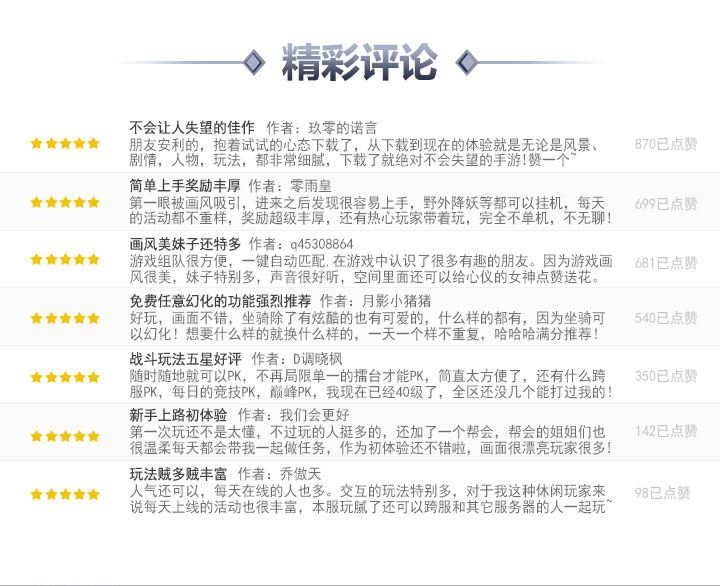 精彩评论
不会让人失望的佳作 作者：玖零的诺言
朋友安利的，抱着试试的心态下载了，从下载到现在的体验就是无论是风景、
剧情，人物，玩法，都非常细腻，下载了就绝对不会失望的手游!赞一个~
870已点赞
简单上手奖励丰厚 作者：零雨皇
第一眼被画风吸引，进来之后发现很容易上手，野外降妖等都可以挂机，每天
的活动都不重样，奖励超级丰厚，还有热心玩家带着玩，完全不单机，不无聊!
699已点赞
画风美妹子还特多 作者：q45308864
游戏组队很方便，一键自动匹配,在游戏中认识了很多有趣的朋友。因为游戏画
风很美，妹子特别多，声音很好听，空间里面还可以给心仪的女神点赞送花。
681已点赞
免费任意幻化的功能强烈推荐 作者：月影小猪猪
好玩，画面不错，坐骑除了有炫酷的也有可爱的，什么样的都有，因为坐骑可
以幻化！想要什么样的就换什么样的，一天一个样不重复，哈哈哈满分推荐！
540已点赞
战斗玩法五星好评 作者：D调晓枫
随时随地就可以PK，不再局限单一的擂台才能PK，简直太方便了，还有什么跨
服PK，每日的竞技PK，巅峰PK，我现在已经40级了，全区还没几个能打过我的！
350已点赞
新手上路初体验 作者：我们会更好
第一次玩还不是太懂，不过玩的人挺多的，还加了一个帮会，帮会的姐姐们也
很温柔每天都会带我一起做任务，作为初体验还不错啦，画面很漂亮玩家很多！
142已点赞
玩法贼多贼丰富 作者：乔傲天
人气还可以，每天在线的人也多。交互的玩法特别多，对于我这种休闲玩家来
说每天上线的活动也很丰富，本服玩腻了还可以跨服和其它服务器的人一起玩~
98已点赞